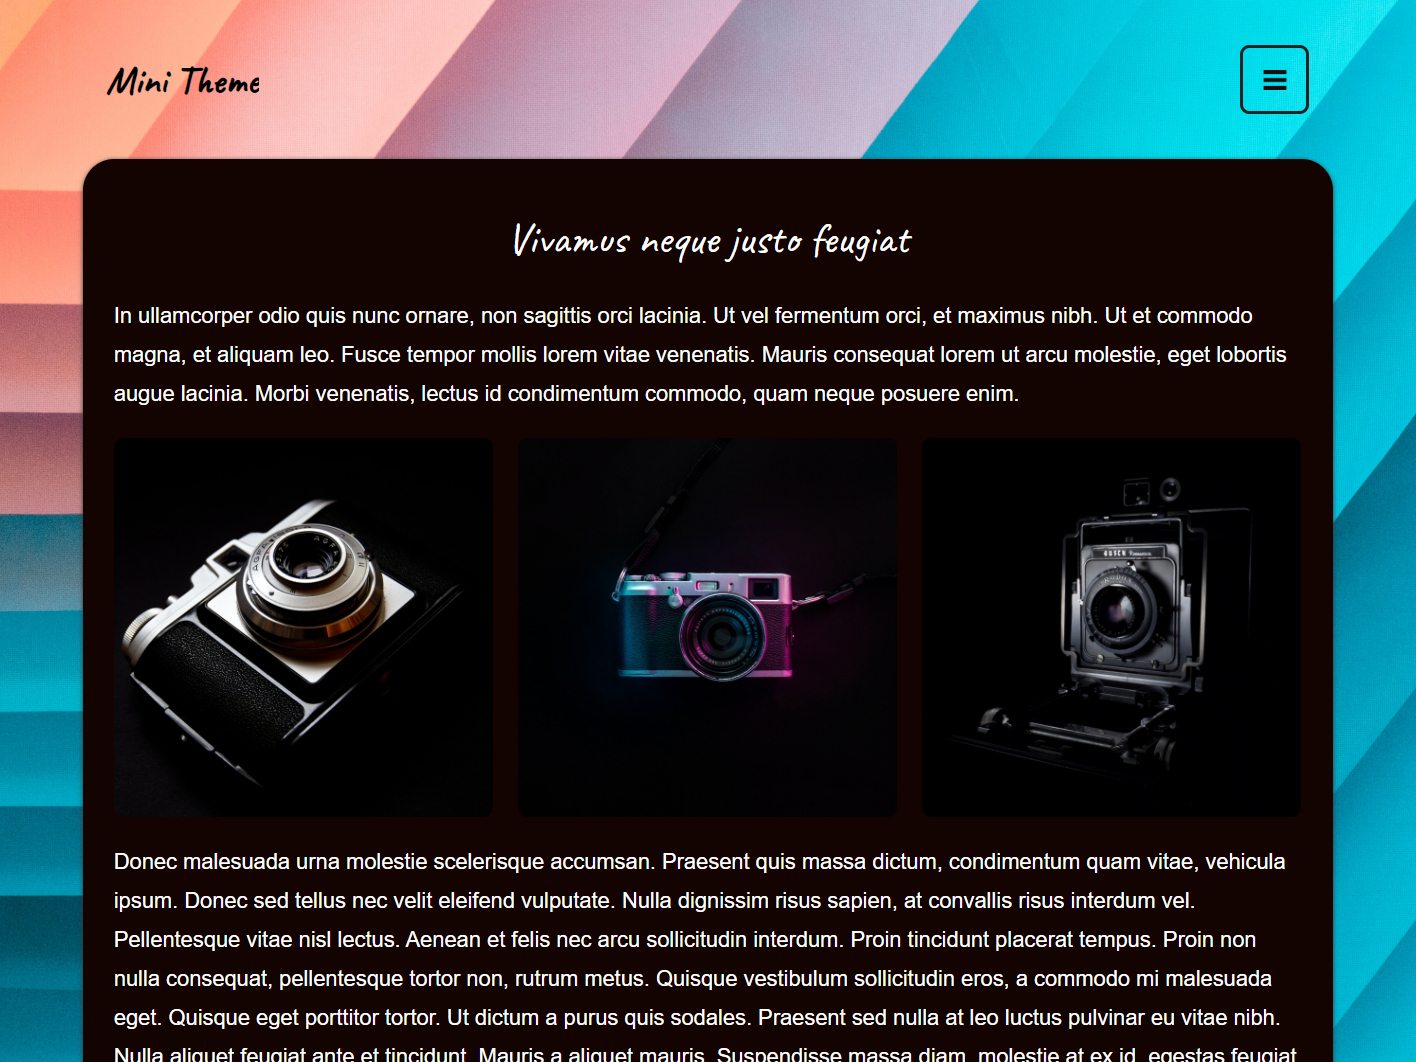 Mini Theme
Vivamus neque justo feugiat
In ullamcorper odio quis nunc ornare, non sagittis orci lacinia. Ut vel fermentum orci, et maximus nibh. Ut et commodo
magna, et aliquam leo. Fusce tempor mollis lorem vitae venenatis. Mauris consequat lorem ut arcu molestie, eget lobortis
augue lacinia. Morbi venenatis, lectus id condimentum commodo, quam neque posuere enim.
Donec malesuada urna molestie scelerisque accumsan. Praesent quis massa dictum, condimentum quam vitae, vehicula
ipsum. Donec sed tellus nec velit eleifend vulputate. Nulla dignissim risus sapien, at convallis risus interdum vel.
Pellentesque vitae nisl lectus. Aenean et felis nec arcu sollicitudin interdum. Proin tincidunt placerat tempus. Proin non
nulla consequat, pellentesque tortor non, rutrum metus. Quisque vestibulum sollicitudin eros, a commodo mi malesuada
eget. Quisque eget porttitor tortor. Ut dictum a purus quis sodales. Praesent sed nulla at leo luctus pulvinar eu vitae nibh.
Nulla aliquet feugiat ante et tincidunt. Mauris a aliquet mauris. Suspendisse massa diam, molestie at ex id, egestas feugiat